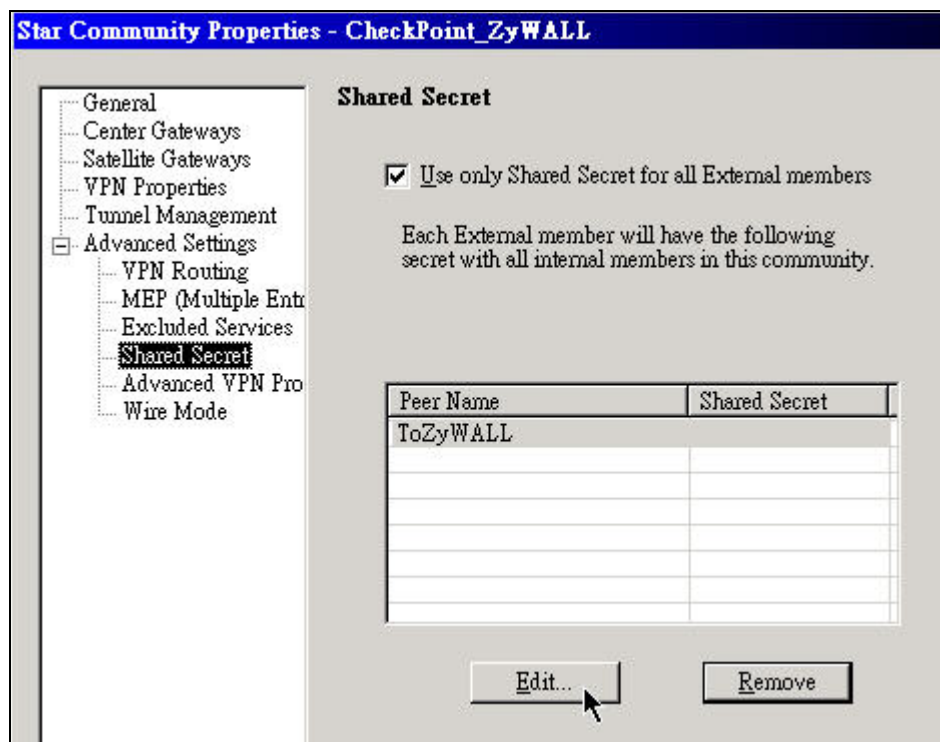 Star Community Properties - CheckPoint_ZyWALL
General
Center Gateways
Satellite Gateways
VPN Properties
Tunnel Management
Advanced Settings
VPN Routing
MEP (Multiple Entr
Excluded Services
Shared Secret
Advanced VPN Pro
Wire Mode
Shared Secret
Use only Shared Secret for all External members
Each External member will have the following
secret with all internal members in this community.
Peer Name Shared Secret
ToZyWALL
Edit... Remove